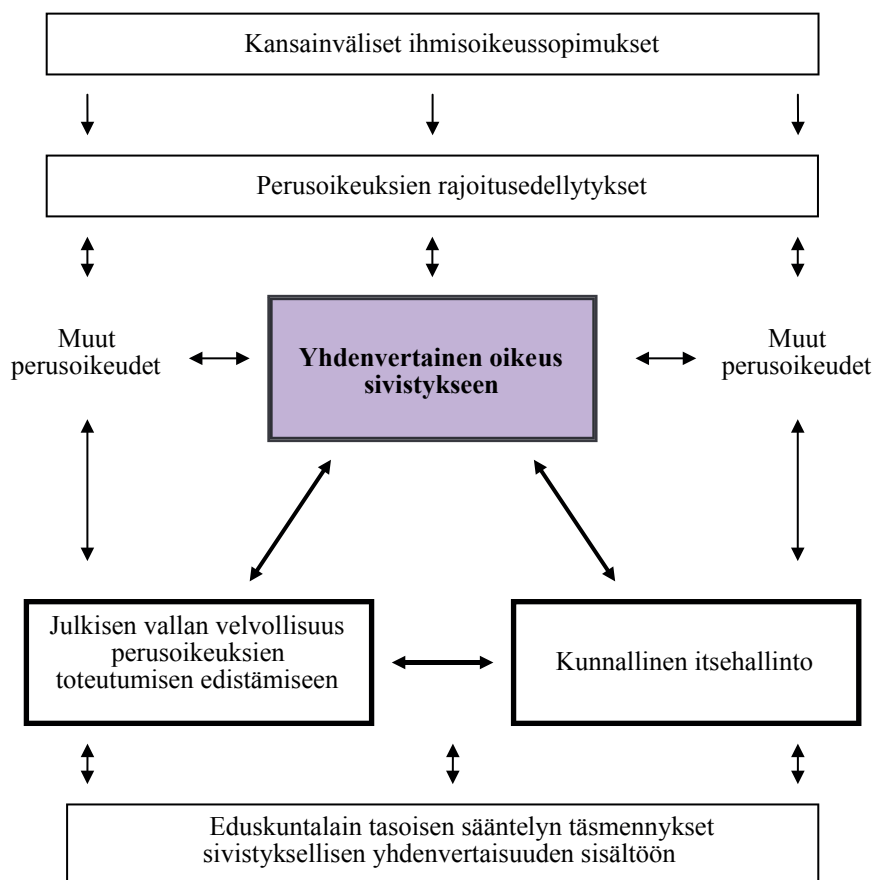 Kansainväliset ihmisoikeussopimukset
Perusoikeuksien rajoitusedellytykset
Muut
perusoikeudet
Yhdenvertainen oikeus
sivistykseen
Muut
perusoikeudet
Julkisen vallan velvollisuus
perusoikeuksien
toteutumisen edistämiseen
Kunnallinen itsehallinto
Eduskuntalain tasoisen sääntelyn täsmennykset
sivistyksellisen yhdenvertaisuuden sisältöön